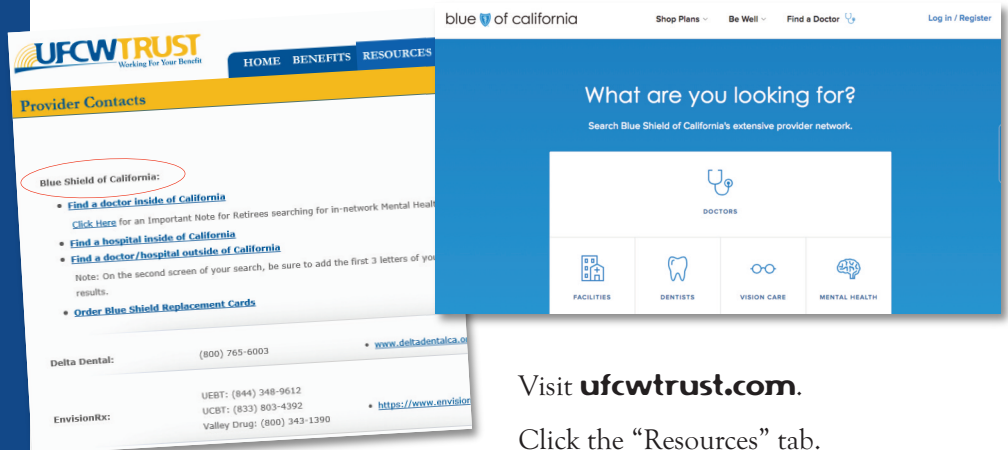 UFCWTRUST
Working For Your Benefit
HOME BENEFITS RESOURCES
Provider Contacts
Blue Shield of California:
• Find a doctor inside of California
Click Here for an Important Note for Retirees searching for in-network Mental
• Find a hospital inside of California
• Find a doctor/hospital outside of California
Note: On the second screen of your search, be sure to add the first 3 letters of
results.
• Order Blue Shield Replacement Cards
Delta Dental: (800) 765-6003 • www.deltadentalca.
EnvisionRx:
UEBT: (844) 348-9612
UCBT: (833) 803-4392 • https://www.envision
Valley Drug: (800) 343-1390
blue of california Shop Plans Be Well Find a Doctor Log in / Register
What are you looking for?
Search Blue Shield of California's extensive provider network.
DOCTORS
FACILITIES DENTISTS VISION CARE MENTAL HEALTH
Visit ufcwtrust.com.
Click the “Resources” tab.